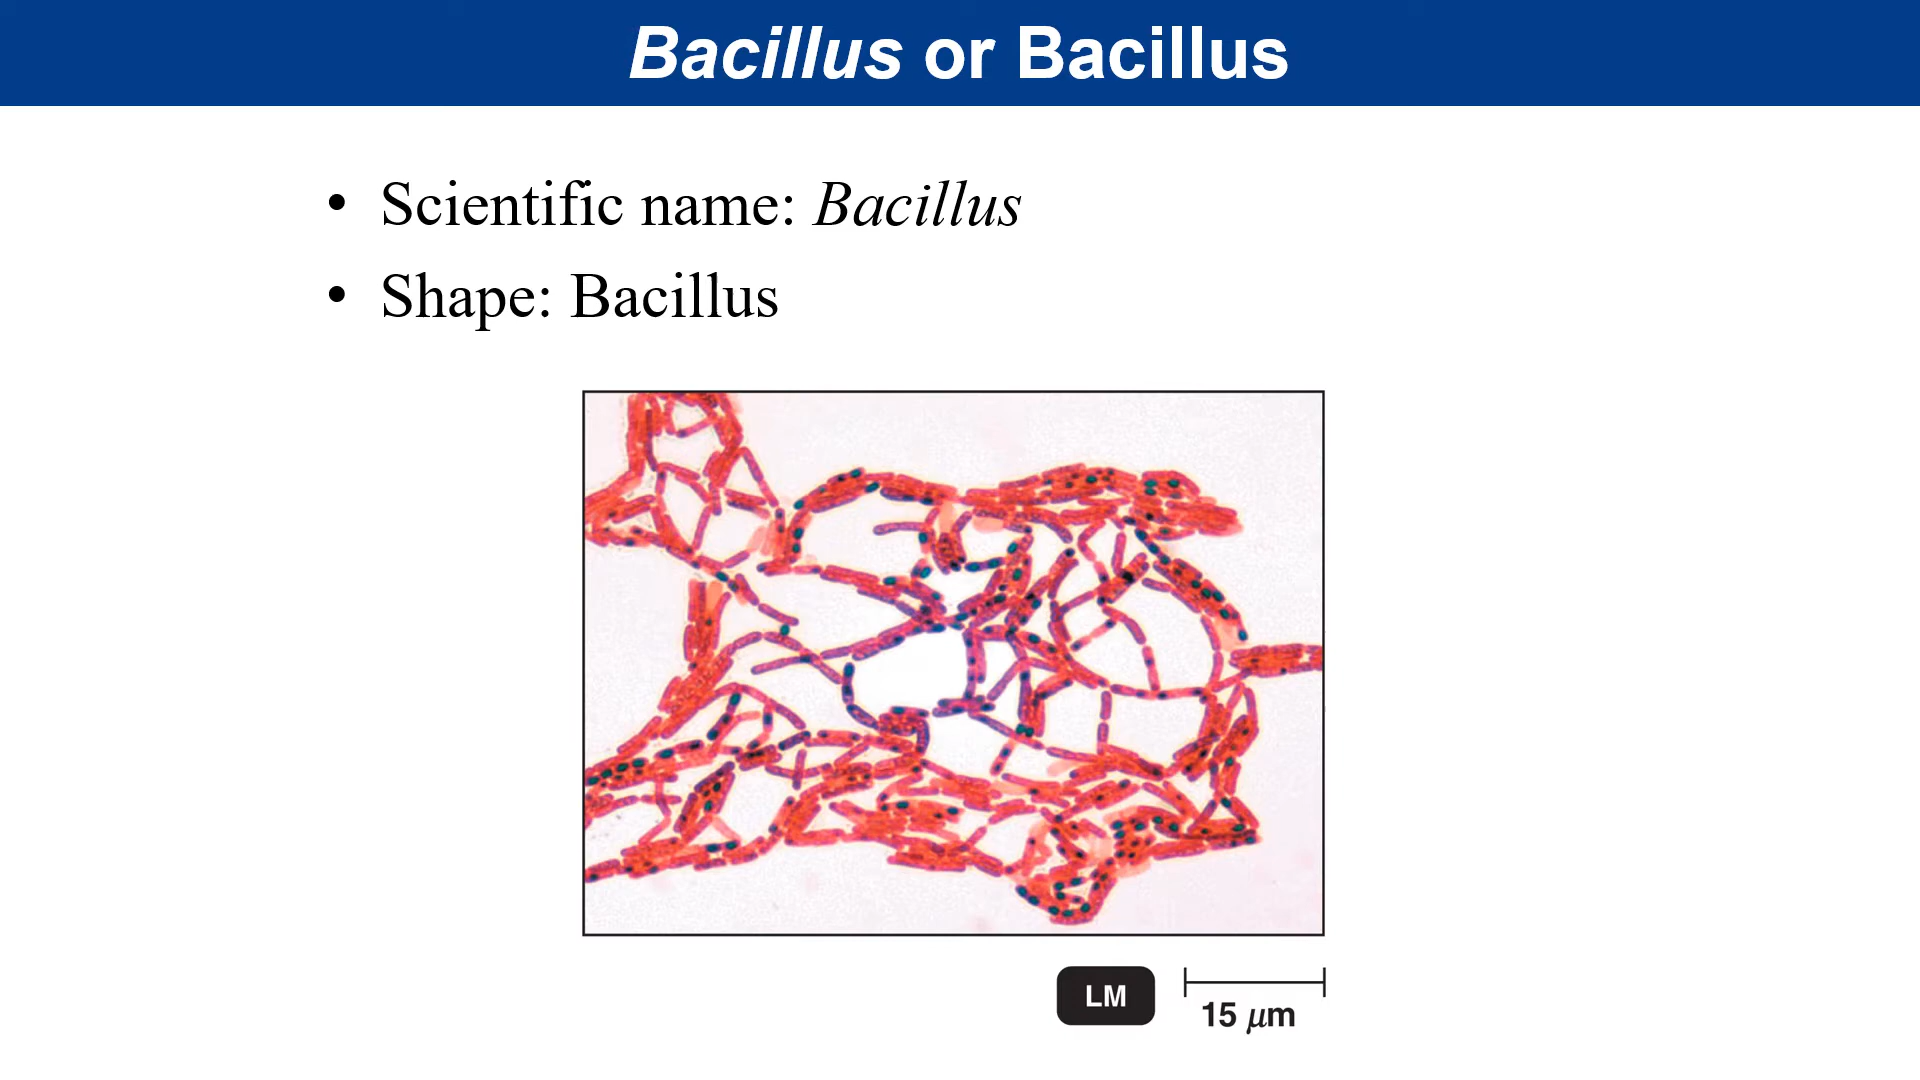 Bacillus or Bacillus
• Scientific name: Bacillus
• Shape: Bacillus
LM
15 μm